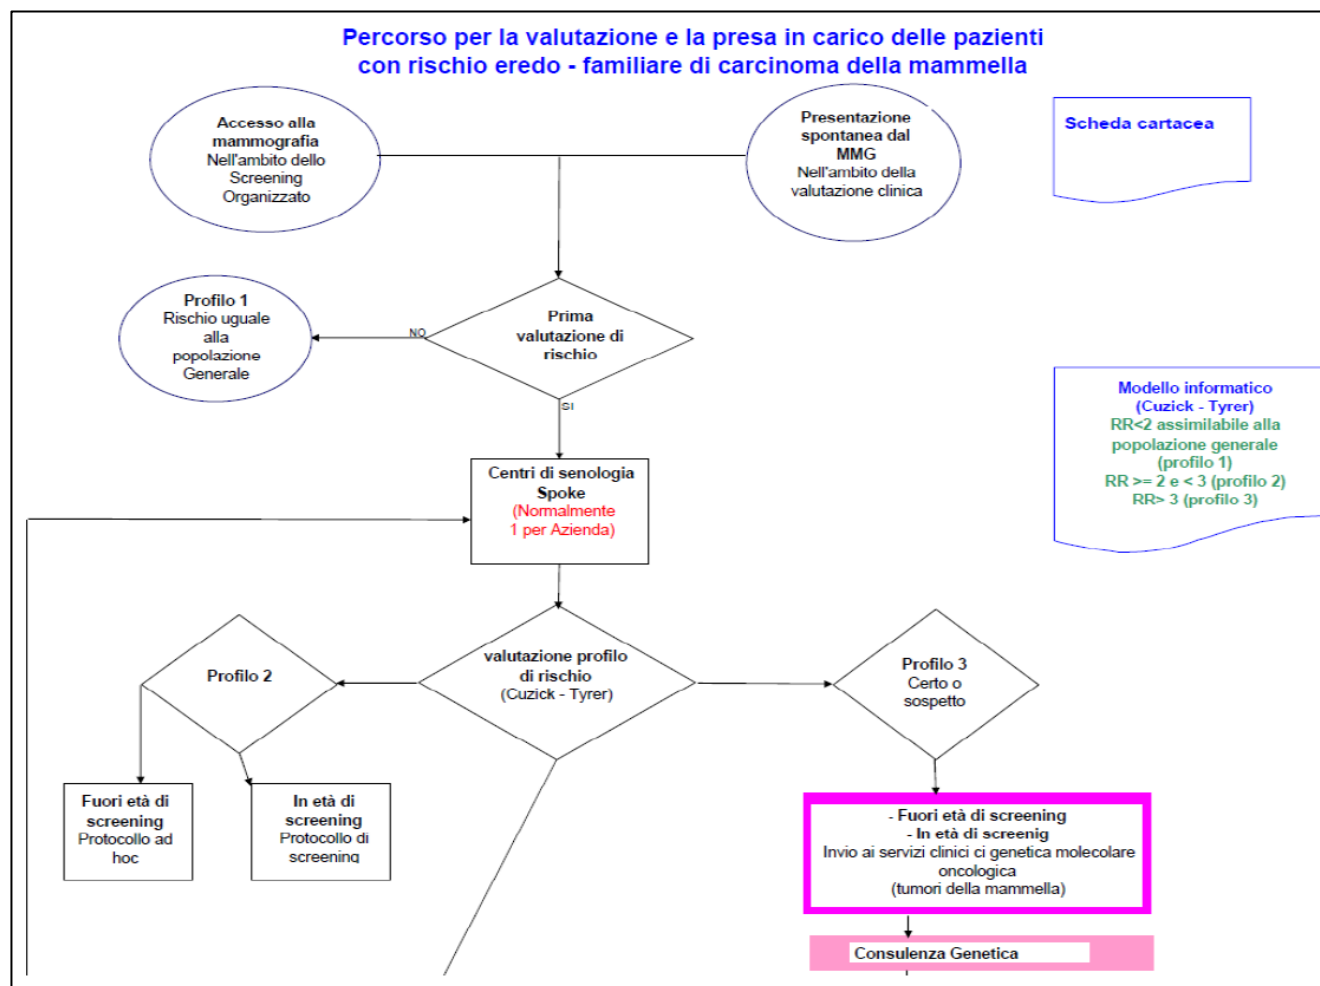 Percorso per la valutazione e la presa in carico delle pazienti
con rischio eredo - familiare di carcinoma della mammella
Accesso alla
mammografia
Nell'ambito dello
Screening
Organizzato
Presentazione
spontanea dal
MMG
Nell'ambito della
valutazione clinica
Scheda cartacea
Profilo 1
Rischio uguale
alla
popolazione
Generale
NO
Prima
valutazione di
rischio
SI
Modello informatico
(Cuzick - Tyrer)
RR<2 assimilabile alla
popolazione generale
(profilo 1)
RR >= 2 e < 3 (profilo 2)
RR> 3 (profilo 3)
Centri di senologia
Spoke
(Normalmente
1 per Azienda)
Profilo 2
valutazione profilo
di rischio
(Cuzick - Tyrer)
Profilo 3
Certo o
sospetto
Fuori età di
screening
Protocollo ad
hoc
In età di
screening
Protocollo di
screening
- Fuori età di screening
- In età di screenig
Invio ai servizi clinici ci genetica molecolare
oncologica
(tumori della mammella)
Consulenza Genetica